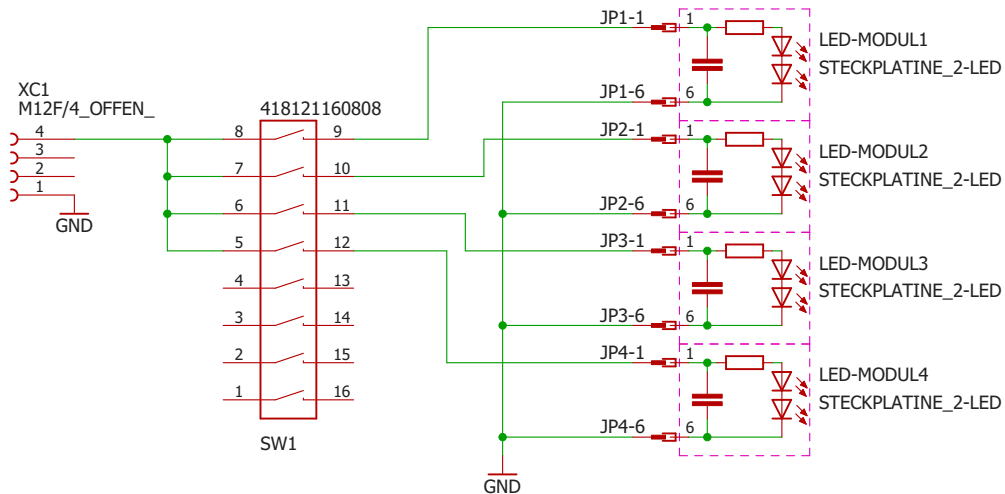 JP1-1
1
LED-MODUL1
STECKPLATINE_2-LED
JP1-6
6
XC1
M12F/4_OFFEN_
4
3
2
1
GND
418121160808
8
9
7
10
6
11
5
12
4
13
3
14
2
15
1
16
SW1
JP2-1
1
LED-MODUL2
STECKPLATINE_2-LED
JP2-6
6
JP3-1
1
LED-MODUL3
STECKPLATINE_2-LED
JP3-6
6
JP4-1
1
LED-MODUL4
STECKPLATINE_2-LED
JP4-6
6
GND